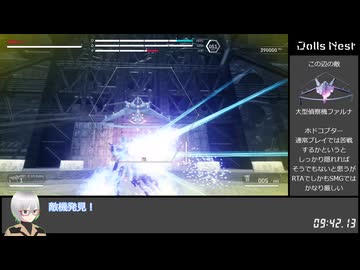 Dolls Nest
この辺の敵
大型偵察機ファルナ
ホドコプター
通常プレイでは苦戦
するかというと
しっかり隠れれば
そうでもないと思うが
RTAでしかもSMGでは
かなり厳しい
09:42.13
敵機発見！
053
390000
005